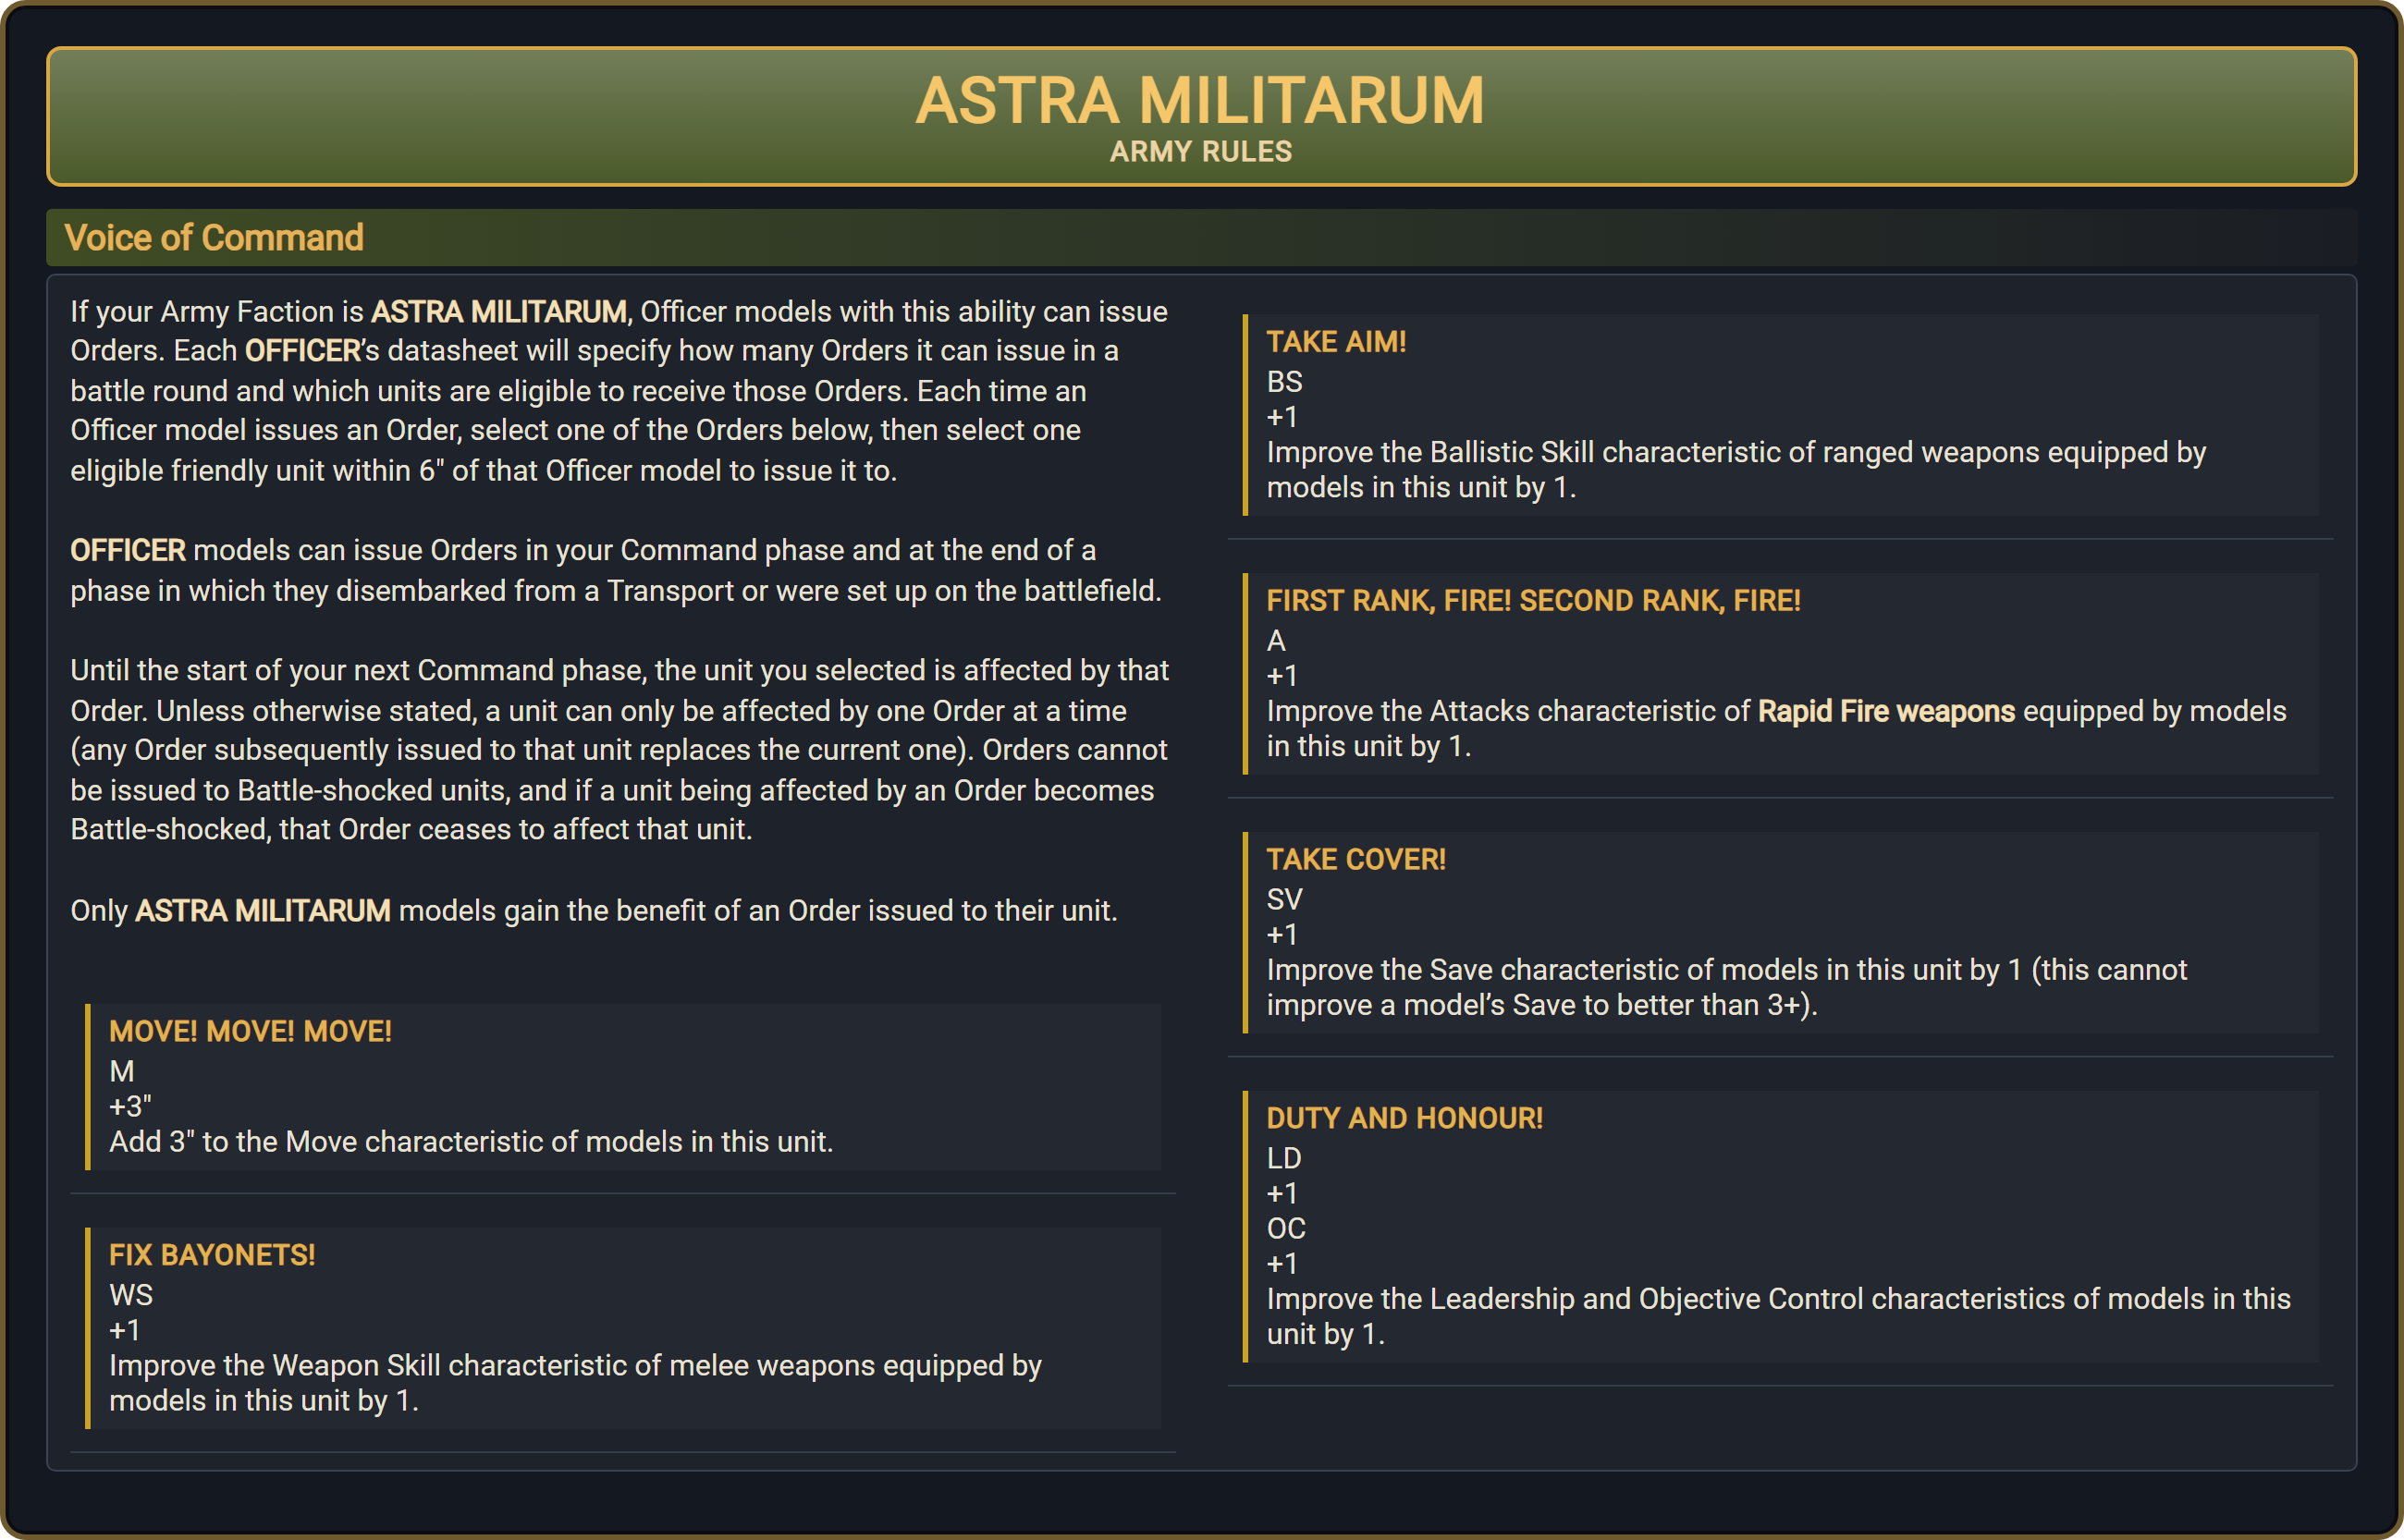 ASTRA MILITARUM
ARMY RULES
Voice of Command
If your Army Faction is ASTRA MILITARUM, Officer models with this ability can issue
Orders. Each OFFICER’s datasheet will specify how many Orders it can issue in a
battle round and which units are eligible to receive those Orders. Each time an
Officer model issues an Order, select one of the Orders below, then select one
eligible friendly unit within 6" of that Officer model to issue it to.
OFFICER models can issue Orders in your Command phase and at the end of a
phase in which they disembarked from a Transport or were set up on the battlefield.
Until the start of your next Command phase, the unit you selected is affected by that
Order. Unless otherwise stated, a unit can only be affected by one Order at a time
(any Order subsequently issued to that unit replaces the current one). Orders cannot
be issued to Battle-shocked units, and if a unit being affected by an Order becomes
Battle-shocked, that Order ceases to affect that unit.
Only ASTRA MILITARUM models gain the benefit of an Order issued to their unit.
MOVE! MOVE! MOVE!
M
+3"
Add 3" to the Move characteristic of models in this unit.
FIX BAYONETS!
WS
+1
Improve the Weapon Skill characteristic of melee weapons equipped by
models in this unit by 1.
TAKE AIM!
BS
+1
Improve the Ballistic Skill characteristic of ranged weapons equipped by
models in this unit by 1.
FIRST RANK, FIRE! SECOND RANK, FIRE!
A
+1
Improve the Attacks characteristic of Rapid Fire weapons equipped by models
in this unit by 1.
TAKE COVER!
SV
+1
Improve the Save characteristic of models in this unit by 1 (this cannot
improve a model’s Save to better than 3+).
DUTY AND HONOUR!
LD
+1
OC
+1
Improve the Leadership and Objective Control characteristics of models in this
unit by 1.